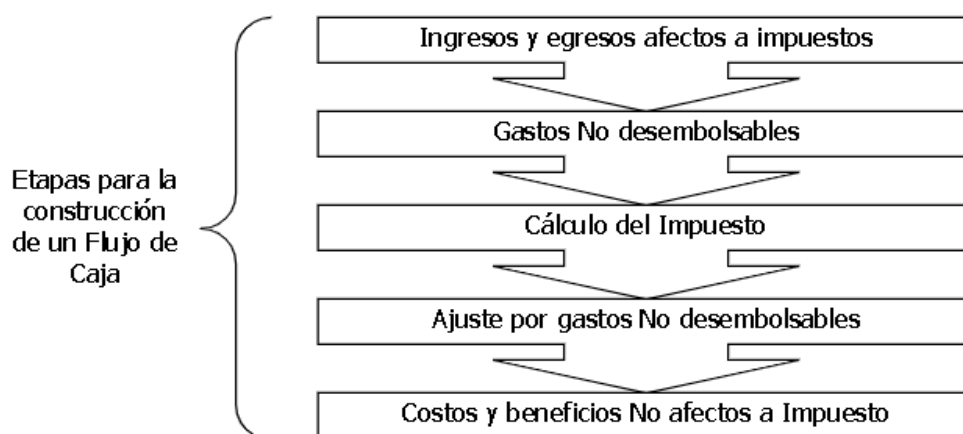 Etapas para la
construcción
de un Flujo de
Caja
Ingresos y egresos afectos a impuestos
Gastos No desembolsables
Cálculo del Impuesto
Ajuste por gastos No desembolsables
Costos y beneficios No afectos a Impuesto